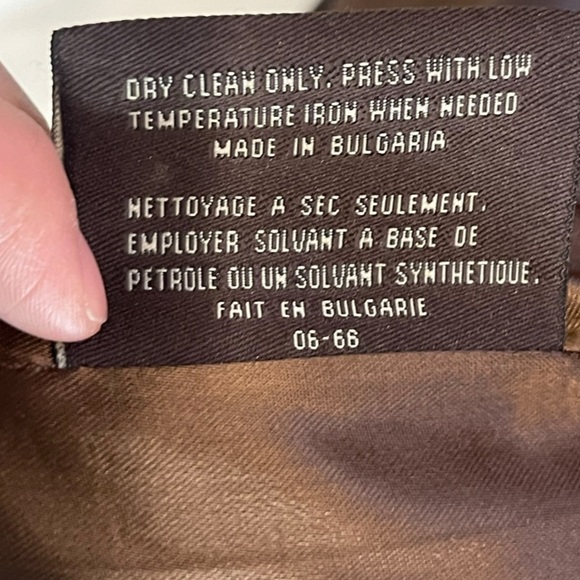 DRY CLEAN ONLY. PRESS WITH LOW
TEMPERATURE IRON WHEN NEEDED
MADE IN BULGARIA
NETTOYAGE A SEC SEULEMENT.
EMPLOYER SOLVANT A BASE DE
PETROLE OU UN SOLVANT SYNTHETIQUE.
FAIT EN BULGARIE
06-66